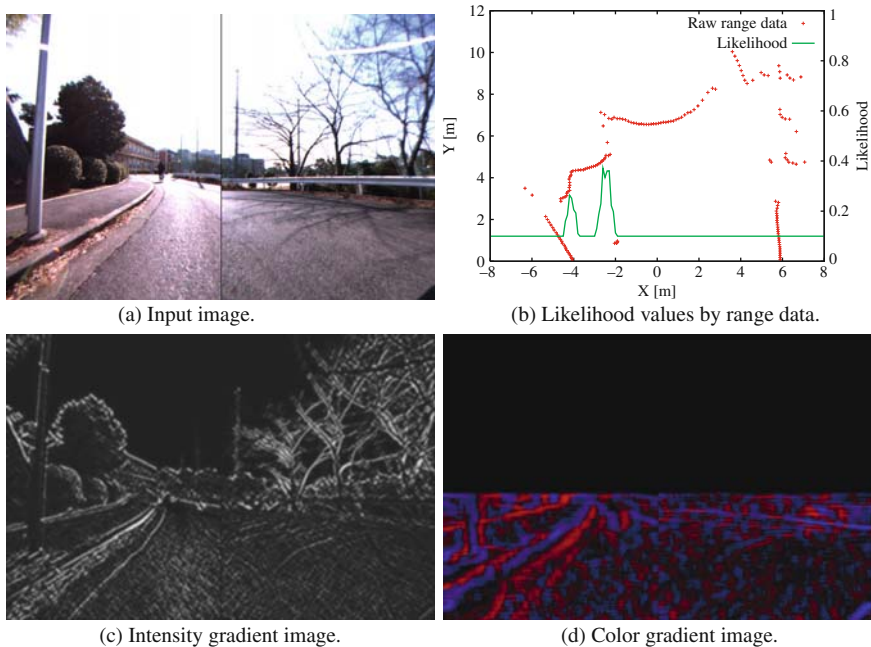 (a) Input image.
12
10
8
6
4
2
0
Y [m]
−8
−6
−4
−2
0
2
4
6
8
X [m]
1
0.8
0.6
0.4
0.2
0
Likelihood
Raw range data
Likelihood
(b) Likelihood values by range data.
(c) Intensity gradient image.
(d) Color gradient image.